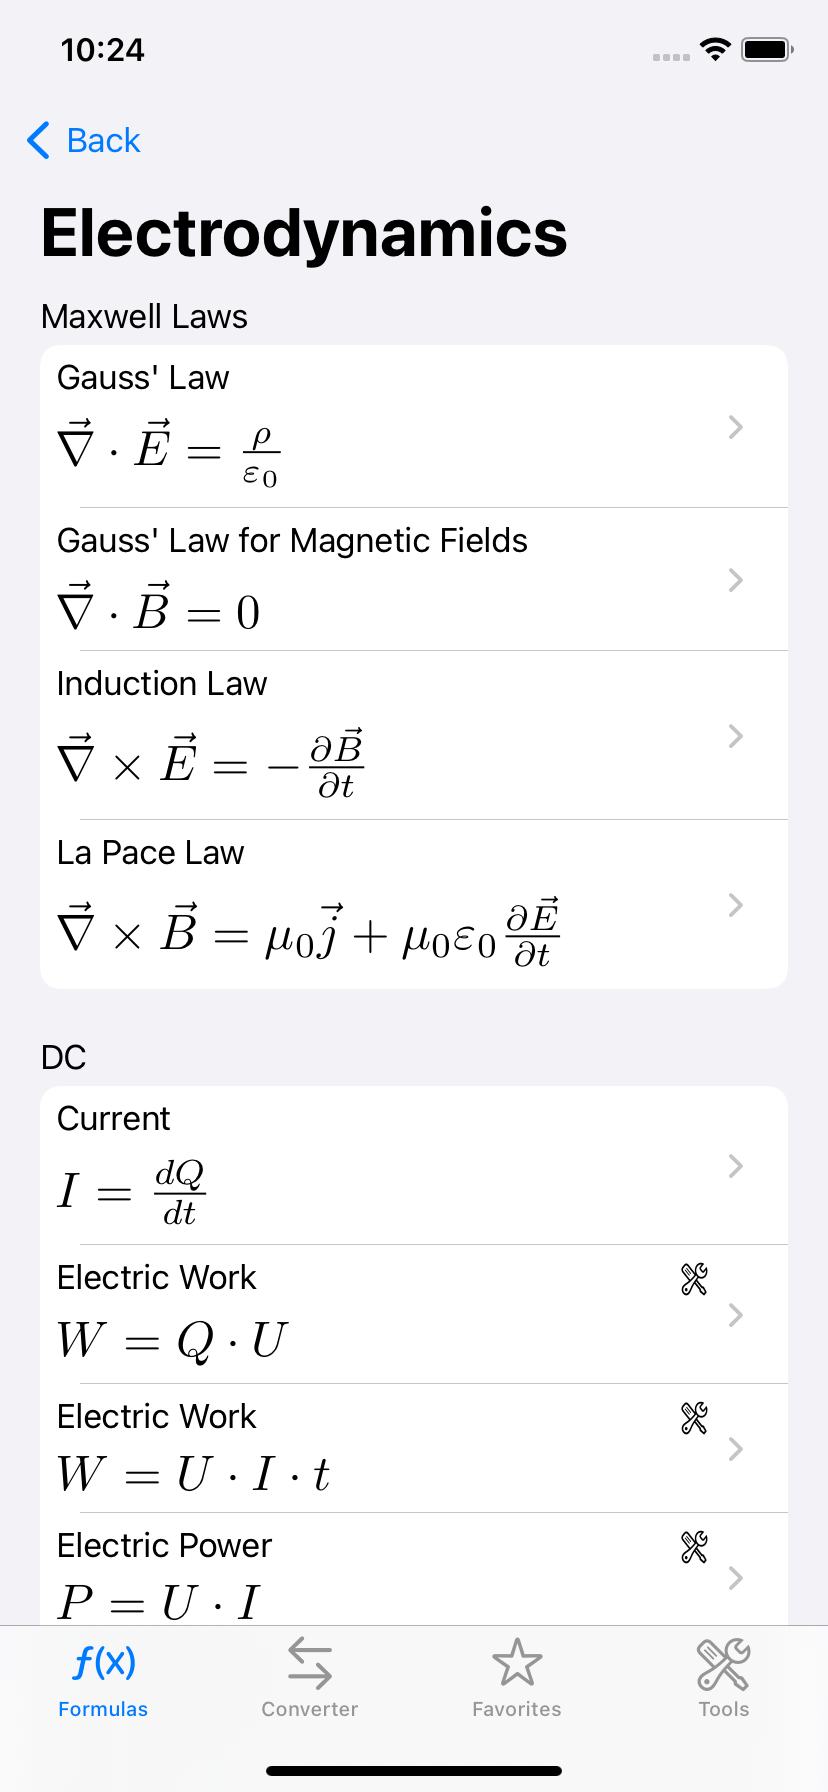 10:24
Back
Electrodynamics
Maxwell Laws
Gauss' Law
$\vec{\nabla} \cdot \vec{E} = \frac{\rho}{\varepsilon_0}$
Gauss' Law for Magnetic Fields
$\vec{\nabla} \cdot \vec{B} = 0$
Induction Law
$\vec{\nabla} \times \vec{E} = -\frac{\partial \vec{B}}{\partial t}$
La Pace Law
$\vec{\nabla} \times \vec{B} = \mu_0 \vec{j} + \mu_0 \varepsilon_0 \frac{\partial \vec{E}}{\partial t}$
DC
Current
$I = \frac{dQ}{dt}$
Electric Work
$W = Q \cdot U$
Electric Work
$W = U \cdot I \cdot t$
Electric Power
$P = U \cdot I$
f(x)
Formulas Converter Favorites Tools